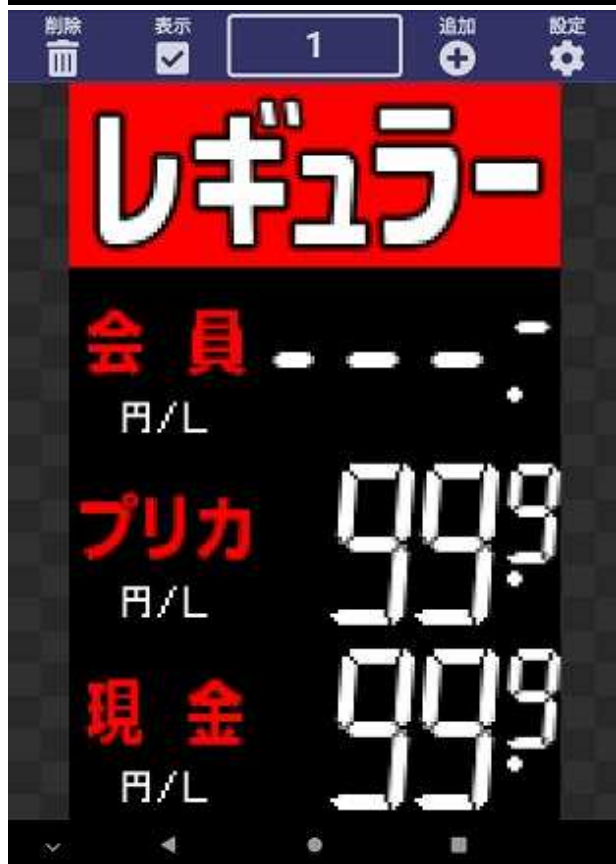 削除 表示 1 追加 設定
レギュラー
会員 ---.-
円/L
プリカ 99.9
円/L
現金 99.9
円/L